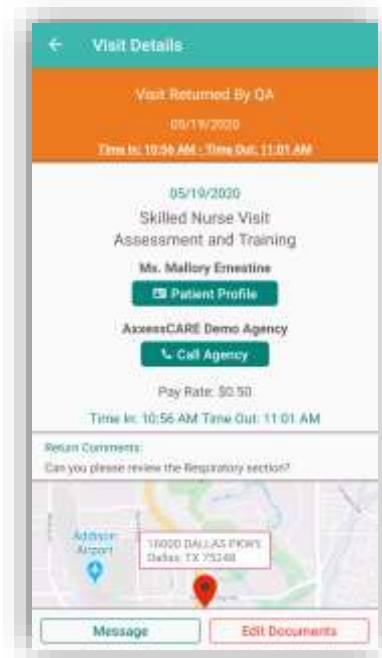 Visit Details
Visit Returned By QA
05/19/2020
Time In: 10:56 AM - Time Out: 11:01 AM
05/19/2020
Skilled Nurse Visit
Assessment and Training
Ms. Mallory Ernestine
Patient Profile
AxxessCARE Demo Agency
Call Agency
Pay Rate: $0.50
Time In: 10:56 AM Time Out: 11:01 AM
Return Comments:
Can you please review the Respiratory section?
Addison
Airport
16000 DALLAS PKWY,
Dallas, TX 75248
Message
Edit Documents